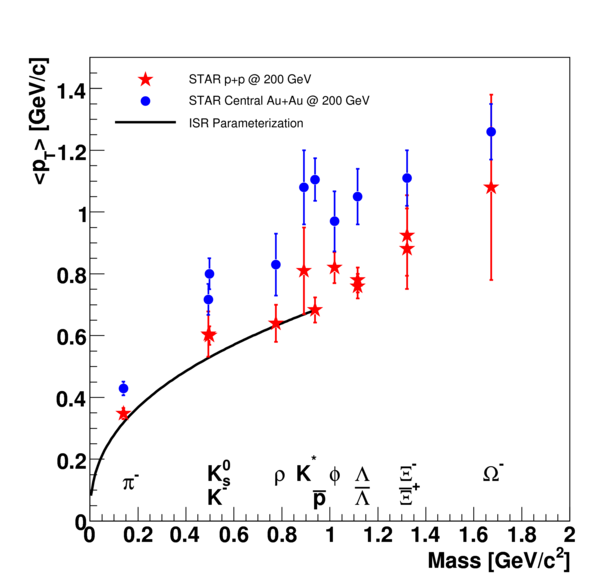 <p_T> [GeV/c]
STAR p+p @ 200 GeV
STAR Central Au+Au @ 200 GeV
ISR Parameterization
1.4
1.2
1
0.8
0.6
0.4
0.2
0
π⁻ K⁰ₛ ρ K* ϕ Λ Ξ⁻ Ω⁻
K⁻ p̅ Λ̅ Ξ̅⁺
0 0.2 0.4 0.6 0.8 1 1.2 1.4 1.6 1.8 2
Mass [GeV/c²]